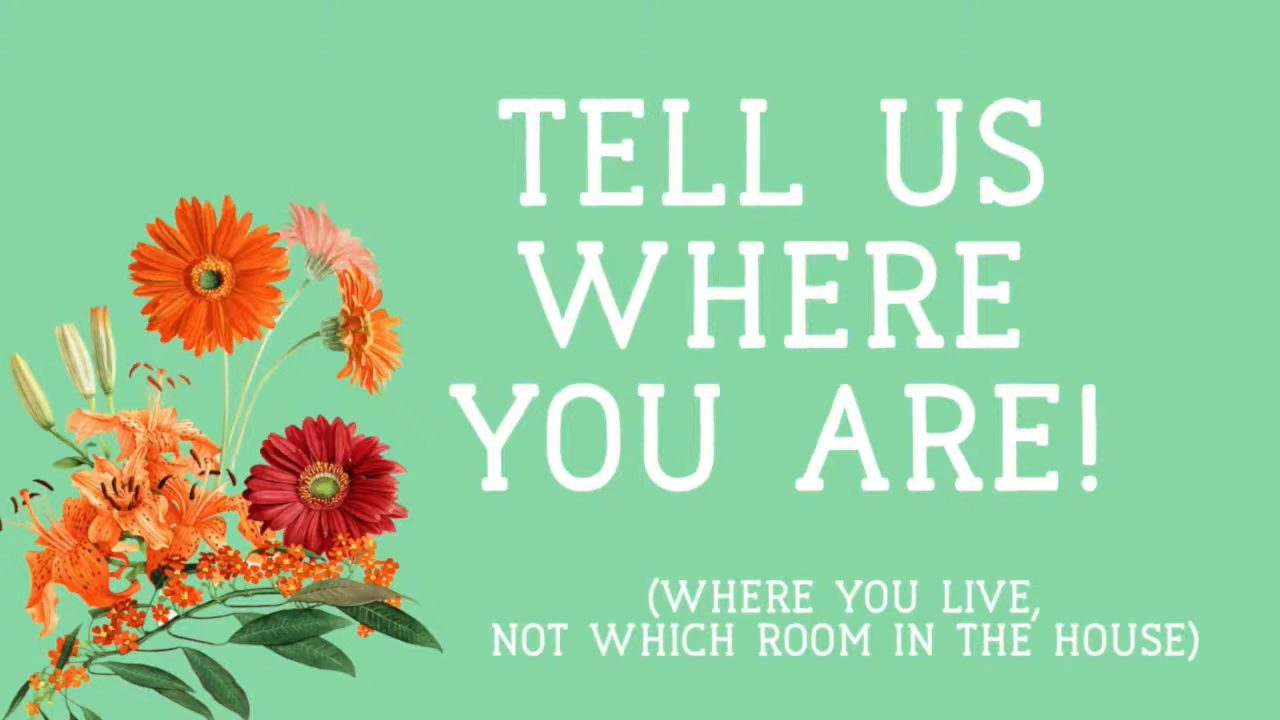 TELL US
WHERE
YOU ARE!
(WHERE YOU LIVE,
NOT WHICH ROOM IN THE HOUSE)